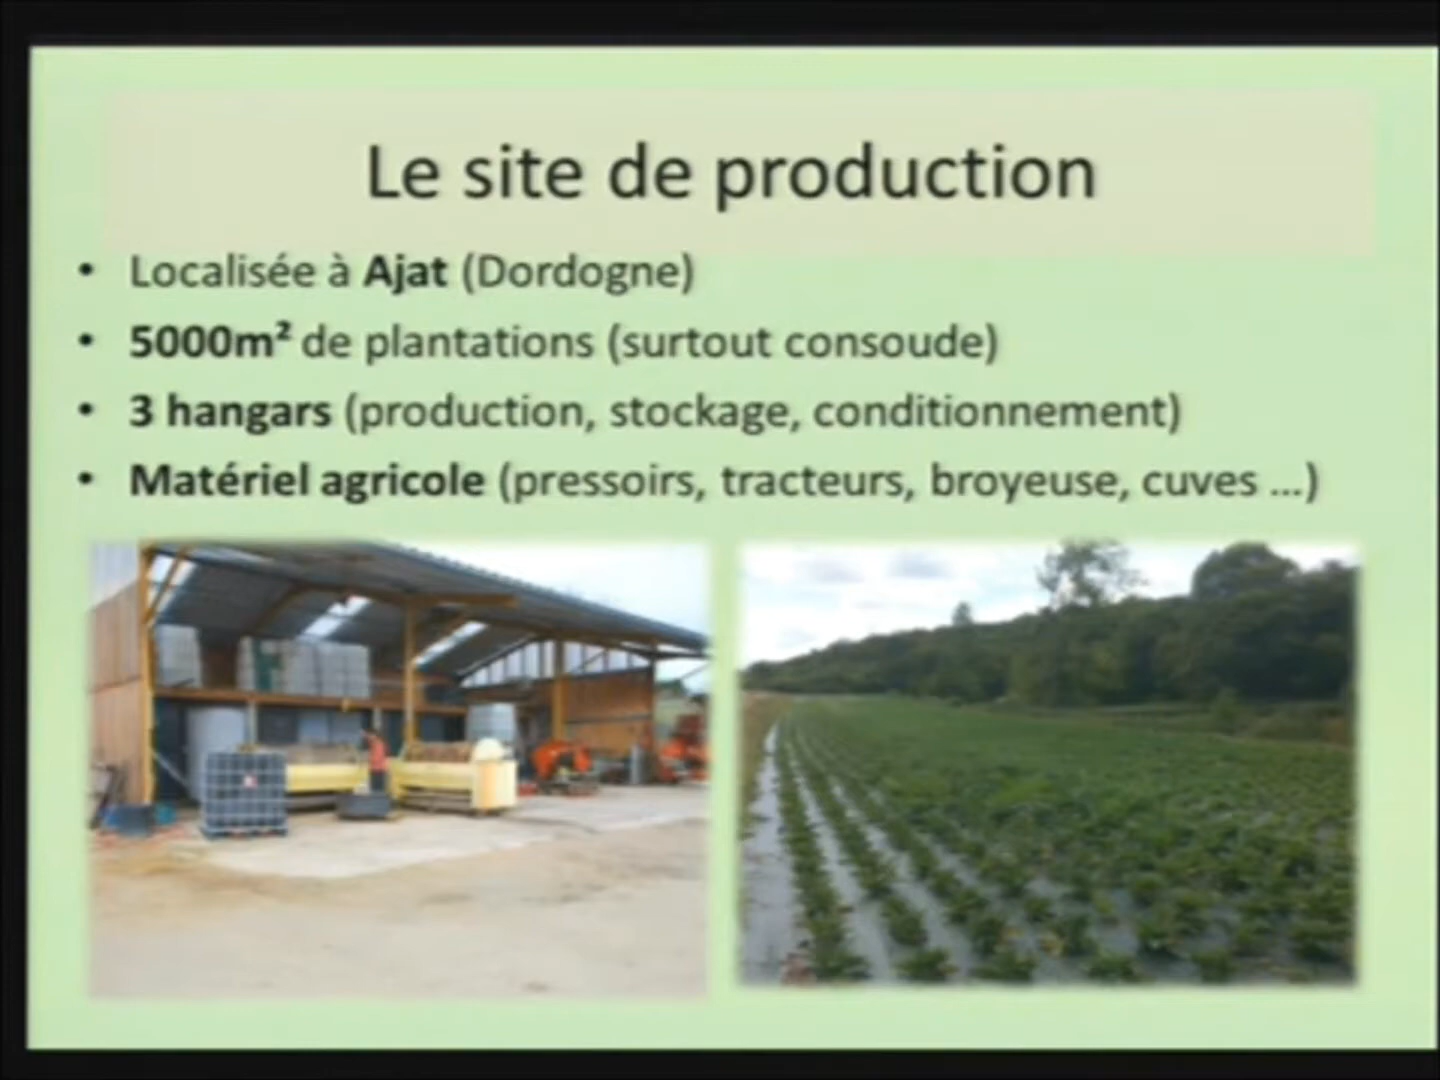 Le site de production
• Localisée à Ajat (Dordogne)
• 5000m² de plantations (surtout consoude)
• 3 hangars (production, stockage, conditionnement)
• Matériel agricole (pressoirs, tracteurs, broyeuse, cuves ...)